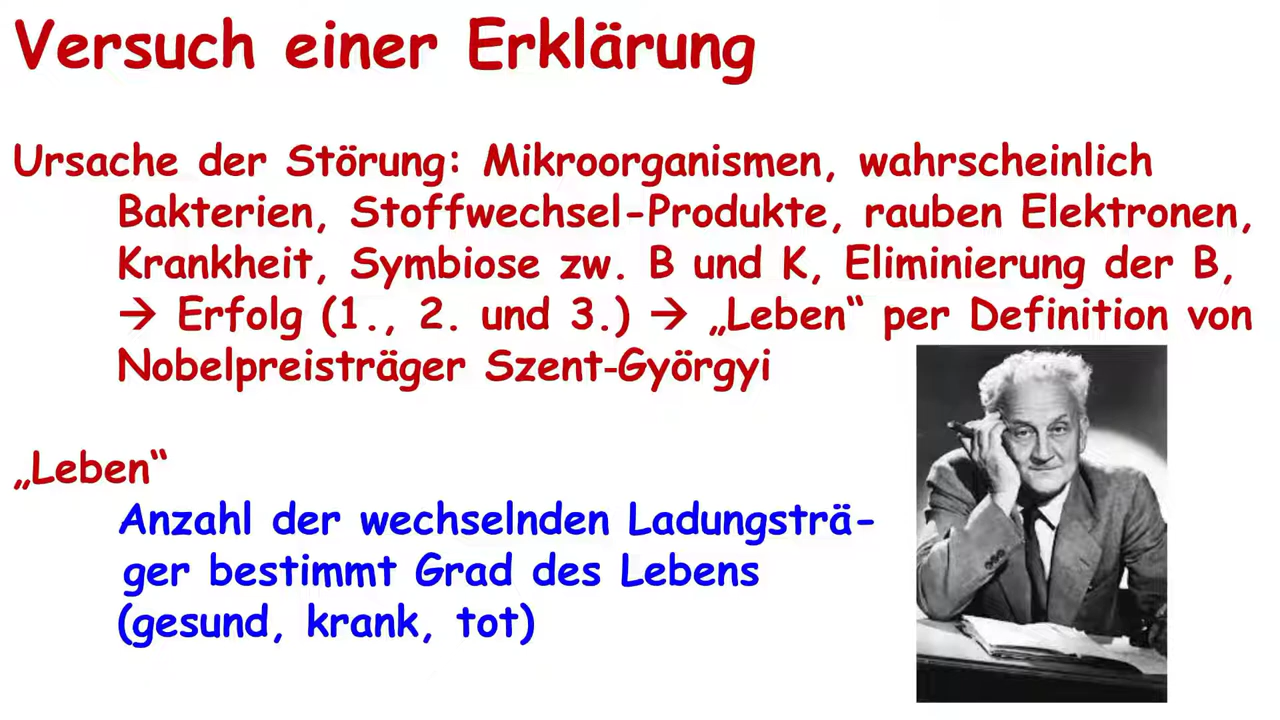 Versuch einer Erklärung
Ursache der Störung: Mikroorganismen, wahrscheinlich
Bakterien, Stoffwechsel-Produkte, rauben Elektronen,
Krankheit, Symbiose zw. B und K, Eliminierung der B,
→ Erfolg (1., 2. und 3.) → „Leben“ per Definition von
Nobelpreisträger Szent-Györgyi
„Leben“
Anzahl der wechselnden Ladungsträ-
ger bestimmt Grad des Lebens
(gesund, krank, tot)